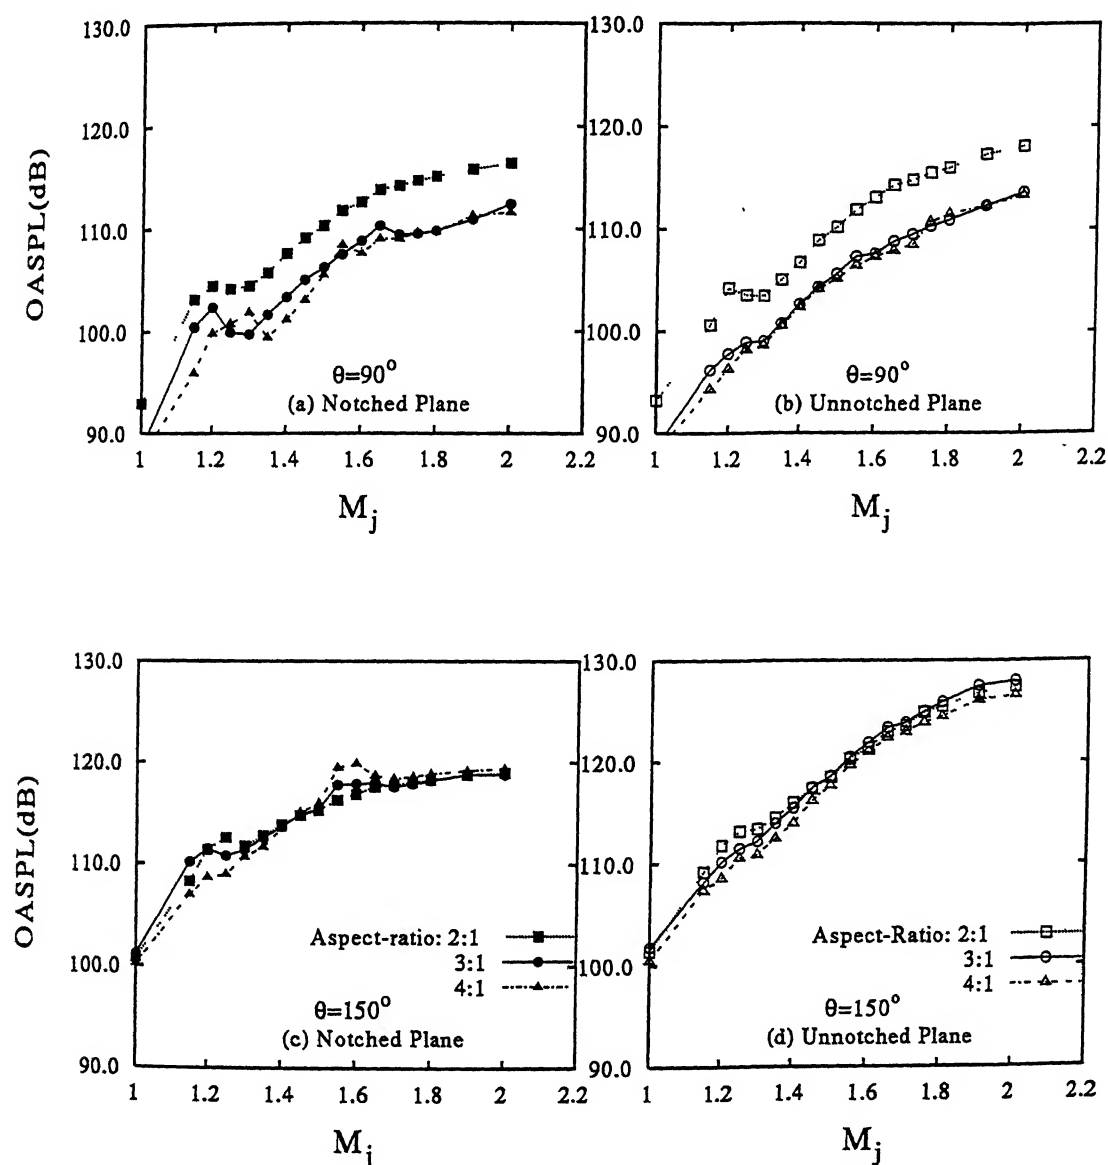 130.0
120.0
110.0
100.0
90.0
OASPL(dB)
θ=90°
(a) Notched Plane
1 1.2 1.4 1.6 1.8 2 2.2
Mj
130.0
120.0
110.0
100.0
90.0
θ=90°
(b) Unnotched Plane
1 1.2 1.4 1.6 1.8 2 2.2
Mj
130.0
120.0
110.0
100.0
90.0
OASPL(dB)
Aspect-ratio: 2:1
3:1
4:1
θ=150°
(c) Notched Plane
1 1.2 1.4 1.6 1.8 2 2.2
Mj
130.0
120.0
110.0
100.0
90.0
Aspect-Ratio: 2:1
3:1
4:1
θ=150°
(d) Unnotched Plane
1 1.2 1.4 1.6 1.8 2 2.2
Mj